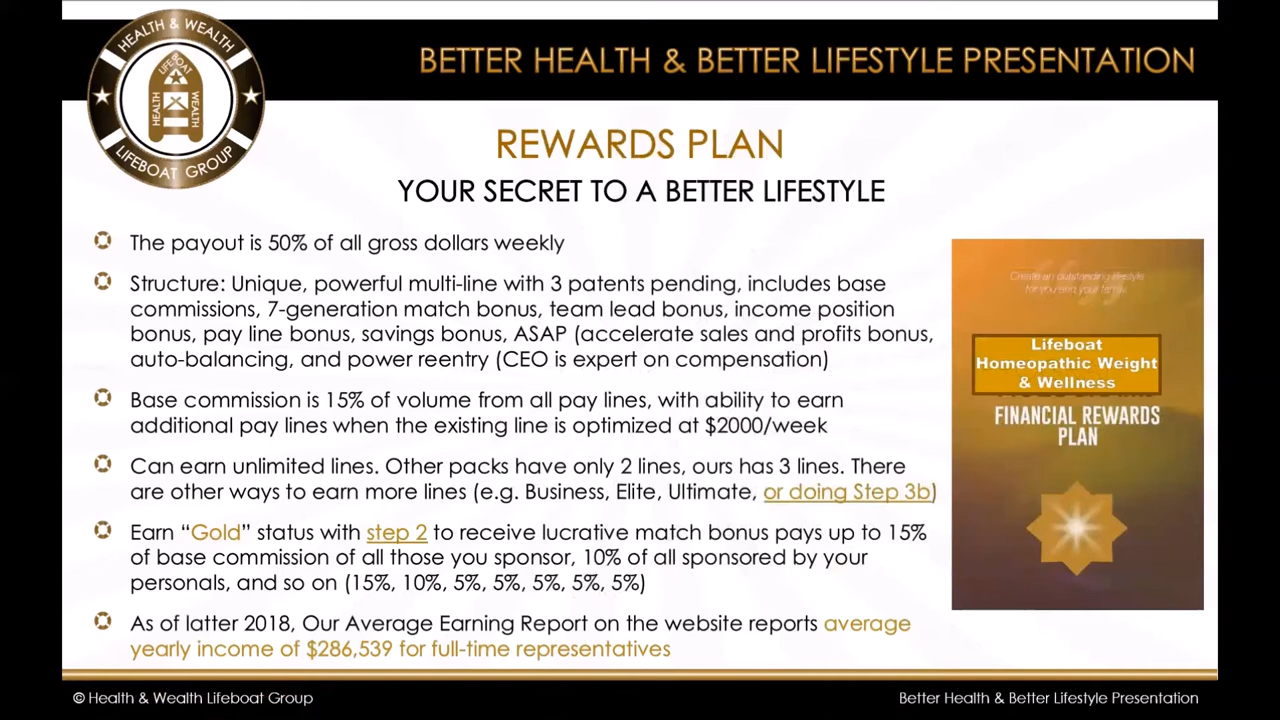 HEALTH & WEALTH
LIFEBOAT
HEALTH
WEALTH
LIFEBOAT GROUP
BETTER HEALTH & BETTER LIFESTYLE PRESENTATION
REWARDS PLAN
YOUR SECRET TO A BETTER LIFESTYLE
The payout is 50% of all gross dollars weekly
Structure: Unique, powerful multi-line with 3 patents pending, includes base
commissions, 7-generation match bonus, team lead bonus, income position
bonus, pay line bonus, savings bonus, ASAP (accelerate sales and profits bonus,
auto-balancing, and power reentry (CEO is expert on compensation)
Base commission is 15% of volume from all pay lines, with ability to earn
additional pay lines when the existing line is optimized at $2000/week
Can earn unlimited lines. Other packs have only 2 lines, ours has 3 lines. There
are other ways to earn more lines (e.g. Business, Elite, Ultimate, or doing Step 3b)
Earn “Gold” status with step 2 to receive lucrative match bonus pays up to 15%
of base commission of all those you sponsor, 10% of all sponsored by your
personals, and so on (15%, 10%, 5%, 5%, 5%, 5%, 5%)
As of latter 2018, Our Average Earning Report on the website reports average
yearly income of $286,539 for full-time representatives
Create an outstanding lifestyle
for you and your family.
Lifeboat
Homeopathic Weight
& Wellness
FINANCIAL REWARDS
PLAN
© Health & Wealth Lifeboat Group
Better Health & Better Lifestyle Presentation